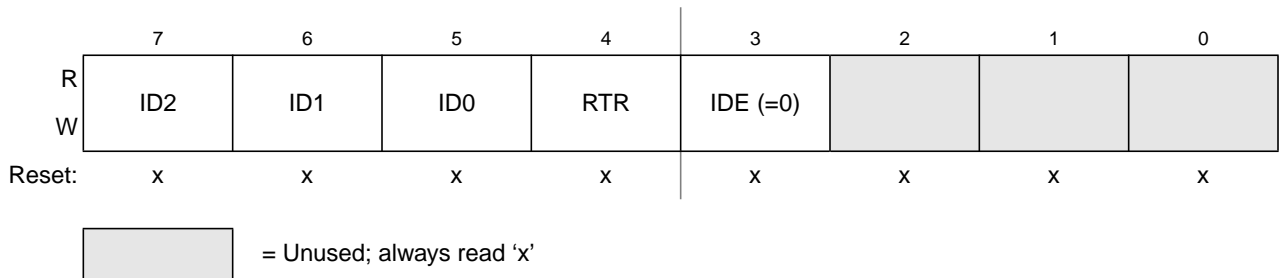 7 6 5 4 3 2 1 0
R
W
ID2 ID1 ID0 RTR IDE (=0)
Reset: x x x x x x x x
= Unused; always read ‘x’